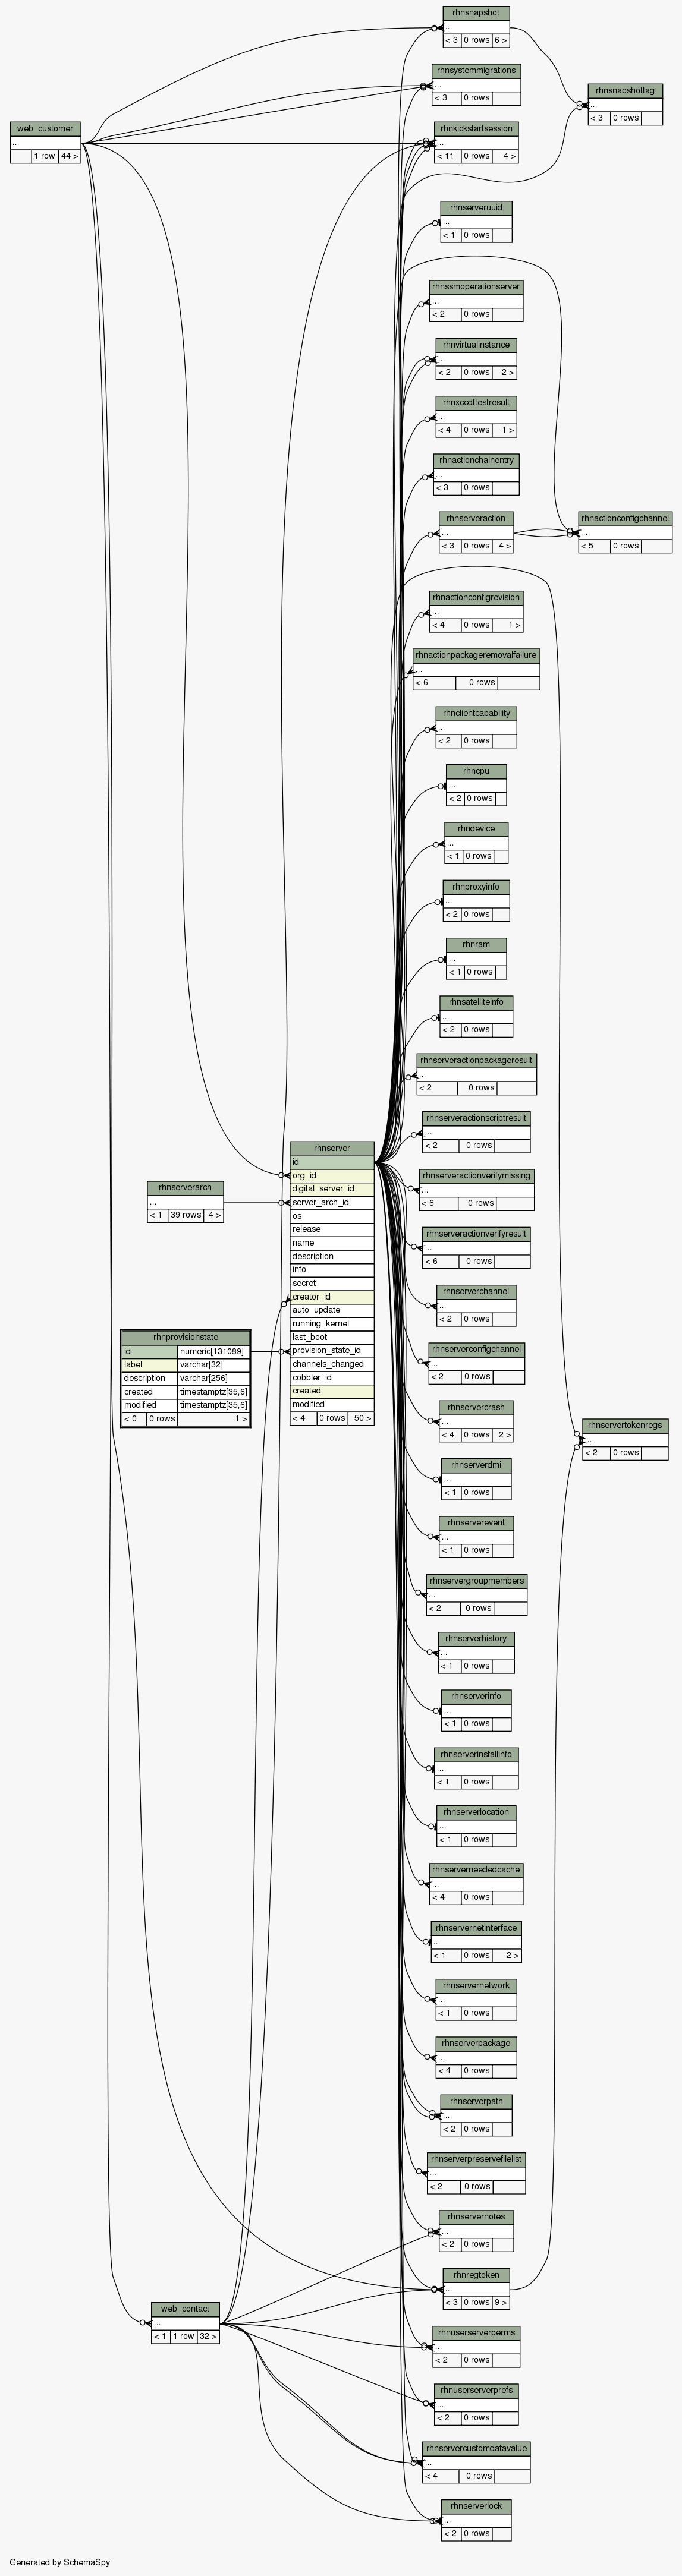 rhnsnapshot
...
< 3 0 rows 6 >
rhnsystemmigrations
...
< 3 0 rows
rhnsnapshottag
...
< 3 0 rows
web_customer
...
1 row 44 >
rhnkickstartsession
...
< 11 0 rows 4 >
rhnserveruuid
...
< 1 0 rows
rhnssmoperationserver
...
< 2 0 rows
rhnvirtualinstance
...
< 2 0 rows 2 >
rhnxccdftestresult
...
< 4 0 rows 1 >
rhnactionchainentry
...
< 3 0 rows
rhnserveraction
...
< 3 0 rows 4 >
rhnactionconfigchannel
...
< 5 0 rows
rhnactionconfigrevision
...
< 4 0 rows 1 >
rhnactionpackageremovalfailure
...
< 6 0 rows
rhnclientcapability
...
< 2 0 rows
rhncpu
...
< 2 0 rows
rhndevice
...
< 1 0 rows
rhnproxyinfo
...
< 2 0 rows
rhnram
...
< 1 0 rows
rhnsatelliteinfo
...
< 2 0 rows
rhnserveractionpackageresult
...
< 2 0 rows
rhnserveractionscriptresult
...
< 2 0 rows
rhnserveractionverifymissing
...
< 6 0 rows
rhnserveractionverifyresult
...
< 6 0 rows
rhnserver
id
org_id
digital_server_id
server_arch_id
os
release
name
description
info
secret
creator_id
auto_update
running_kernel
last_boot
provision_state_id
channels_changed
cobbler_id
created
modified
< 4 0 rows 50 >
rhnserverarch
...
< 1 39 rows 4 >
rhnprovisionstate
id numeric[131089]
label varchar[32]
description varchar[256]
created timestamptz[35,6]
modified timestamptz[35,6]
< 0 0 rows 1 >
rhnserverchannel
...
< 2 0 rows
rhnserverconfigchannel
...
< 2 0 rows
rhnservercrash
...
< 4 0 rows 2 >
rhnservertokenregs
...
< 2 0 rows
rhnserverdmi
...
< 1 0 rows
rhnserverevent
...
< 1 0 rows
rhnservergroupmembers
...
< 2 0 rows
rhnserverhistory
...
< 1 0 rows
rhnserverinfo
...
< 1 0 rows
rhnserverinstallinfo
...
< 1 0 rows
rhnserverlocation
...
< 1 0 rows
rhnserverneededcache
...
< 4 0 rows
rhnservernetinterface
...
< 1 0 rows 2 >
rhnservernetwork
...
< 1 0 rows
rhnserverpackage
...
< 4 0 rows
rhnserverpath
...
< 2 0 rows
rhnserverpreservefilelist
...
< 2 0 rows
rhnservernotes
...
< 2 0 rows
rhnregtoken
...
< 3 0 rows 9 >
web_contact
...
< 1 1 row 32 >
rhnuserserverperms
...
< 2 0 rows
rhnuserserverprefs
...
< 2 0 rows
rhnservercustomdatavalue
...
< 4 0 rows
rhnserverlock
...
< 2 0 rows
Generated by SchemaSpy